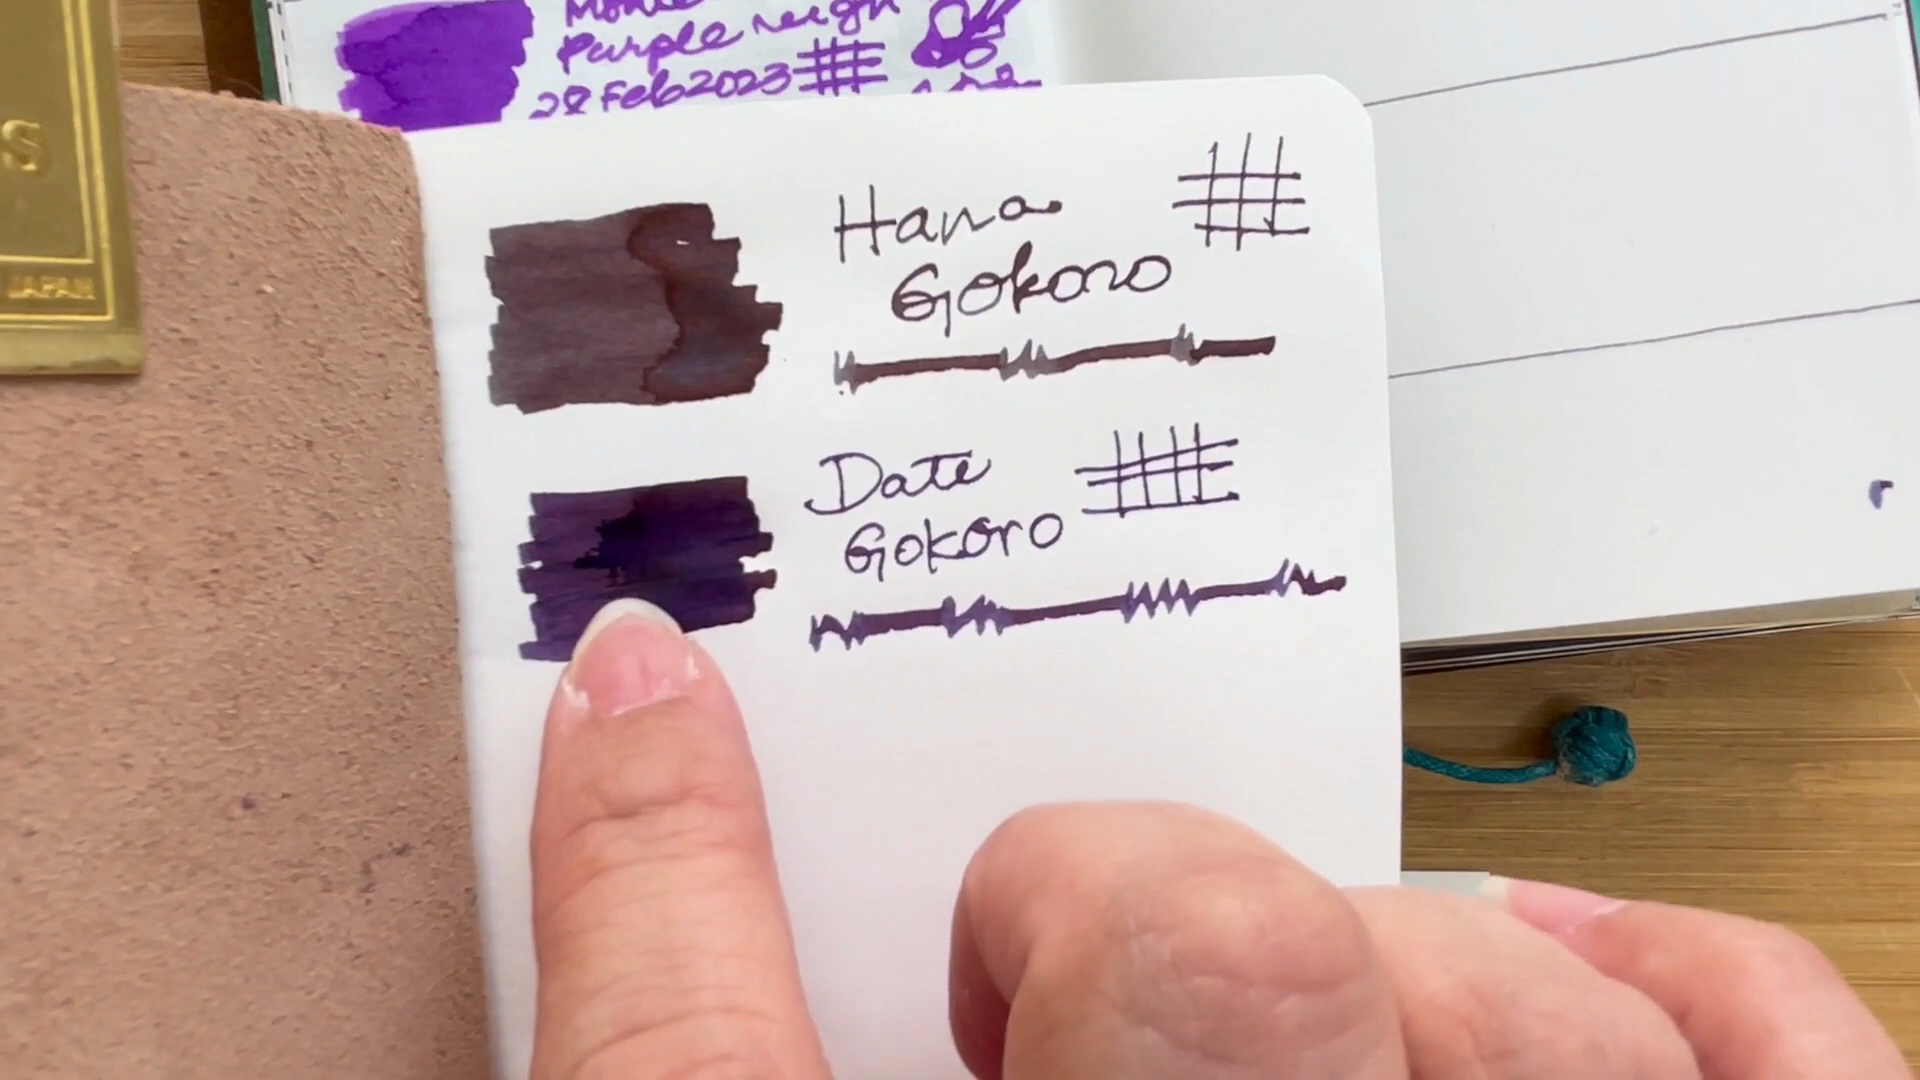 Purple reign
28 Feb 2023
S
JAPAN
Hana
Gokoro
Date
Gokoro